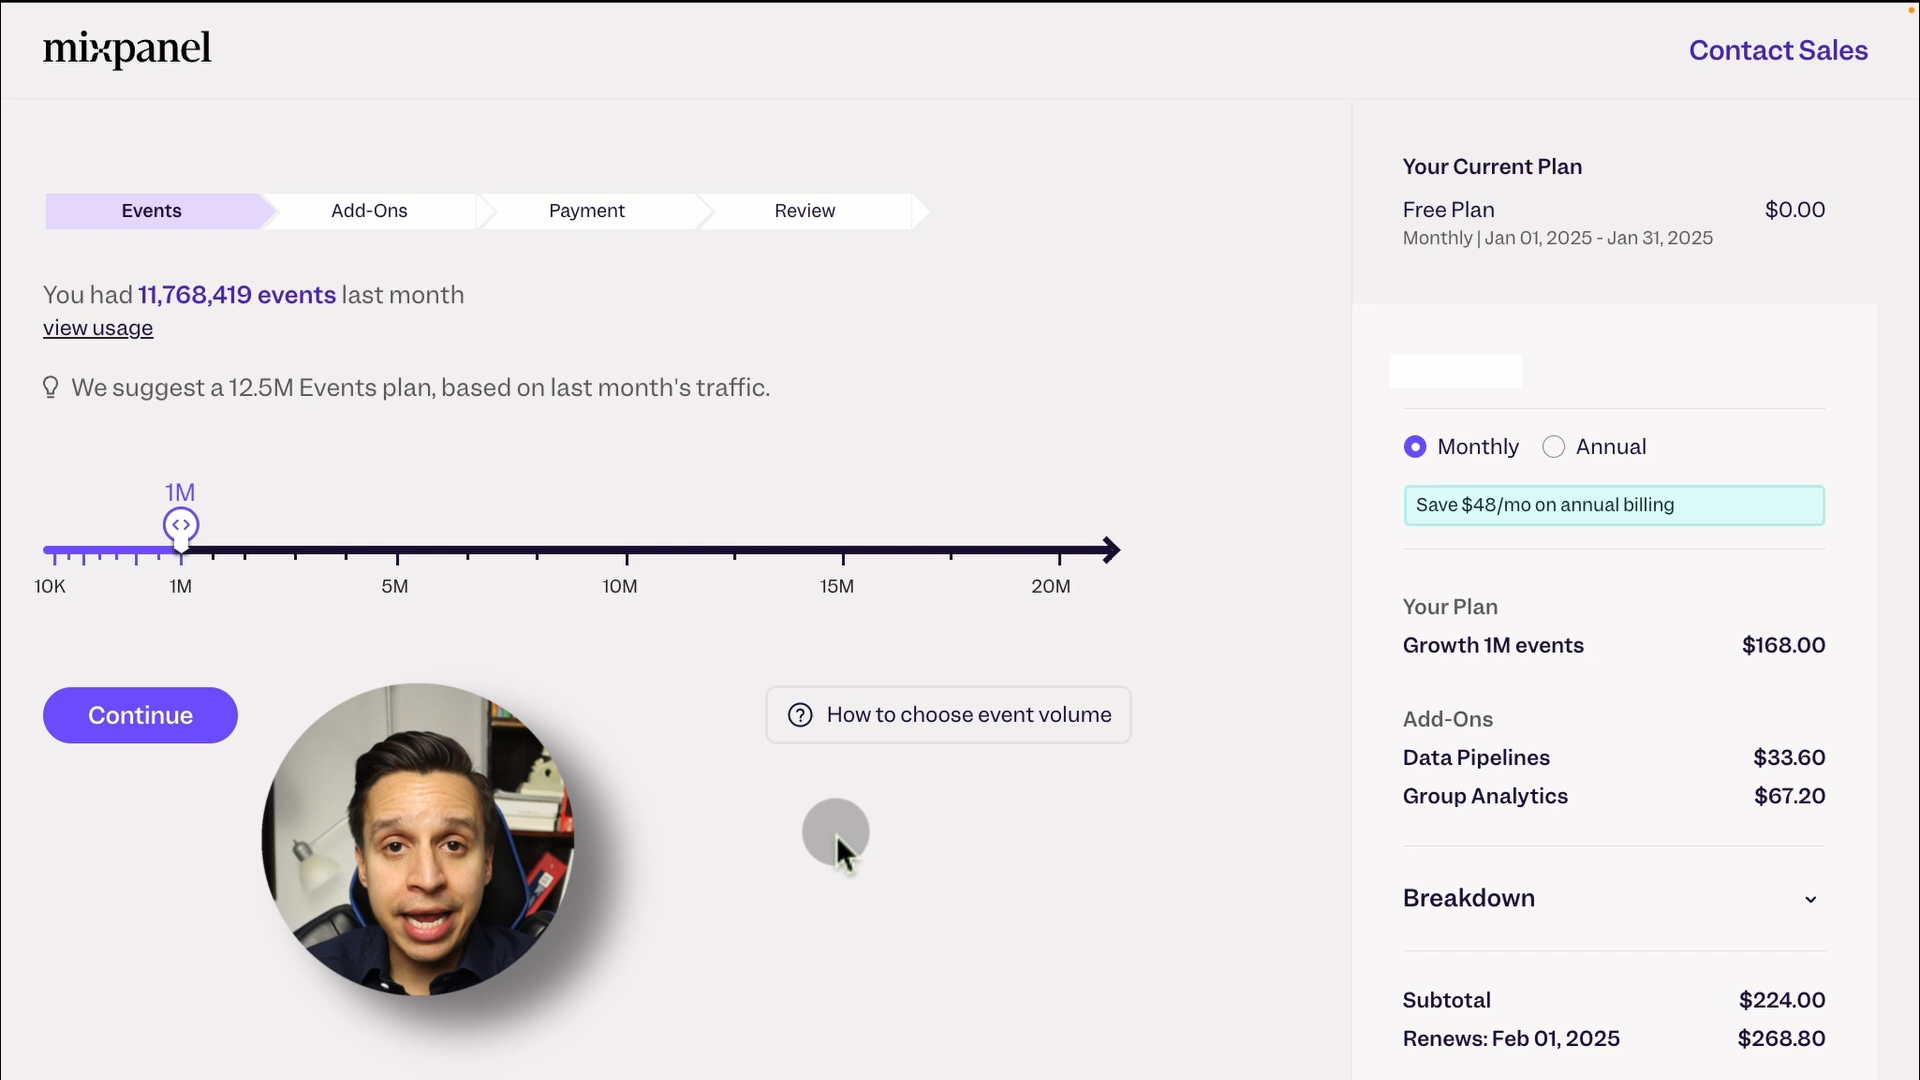 mixpanel
Contact Sales
Events
Add-Ons
Payment
Review
You had 11,768,419 events last month
view usage
We suggest a 12.5M Events plan, based on last month's traffic.
1M
10K
1M
5M
10M
15M
20M
Continue
How to choose event volume
Your Current Plan
Free Plan $0.00
Monthly | Jan 01, 2025 - Jan 31, 2025
Monthly Annual
Save $48/mo on annual billing
Your Plan
Growth 1M events $168.00
Add-Ons
Data Pipelines $33.60
Group Analytics $67.20
Breakdown
Subtotal $224.00
Renews: Feb 01, 2025 $268.80